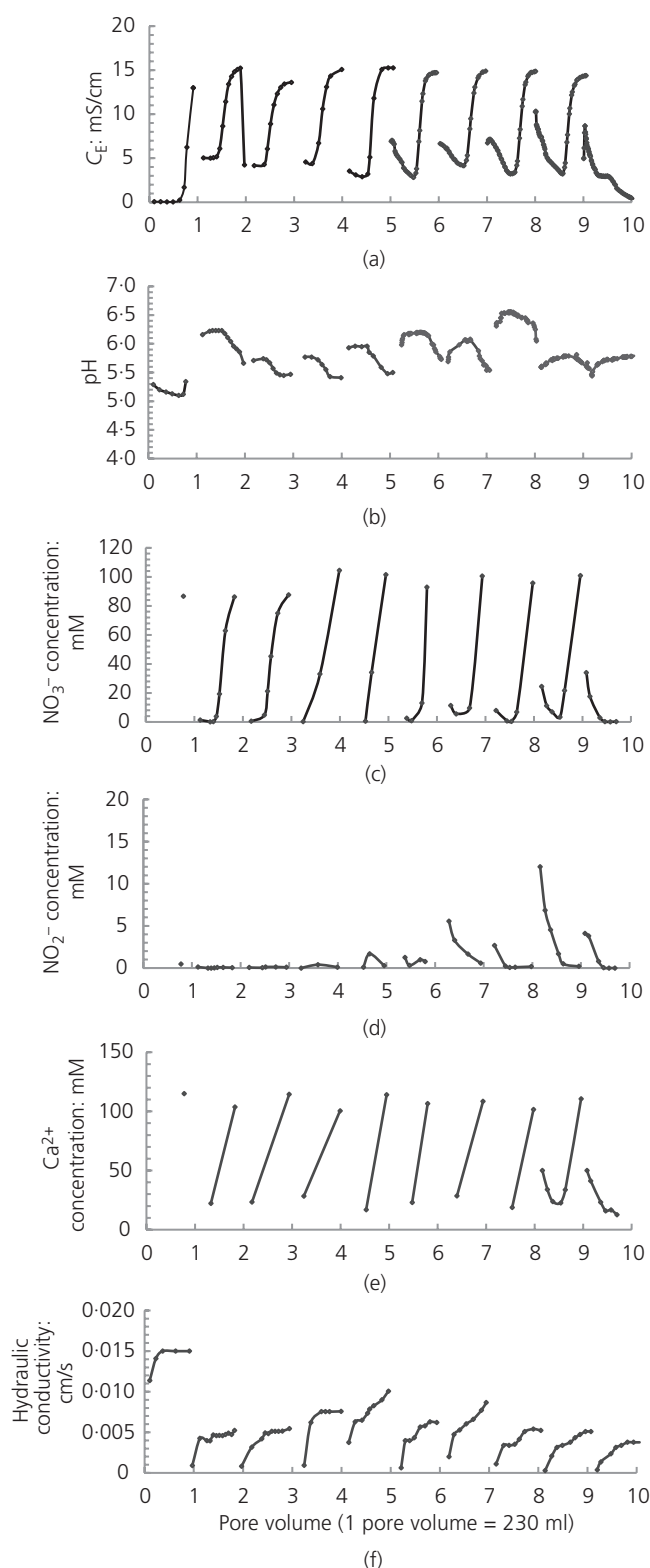 20
15
10
5
0
C_E: mS/cm
0 1 2 3 4 5 6 7 8 9 10
(a)
7·0
6·5
6·0
5·5
5·0
4·5
4·0
pH
0 1 2 3 4 5 6 7 8 9 10
(b)
120
100
80
60
40
20
0
NO₃⁻ concentration:
mM
0 1 2 3 4 5 6 7 8 9 10
(c)
20
15
10
5
0
NO₂⁻ concentration:
mM
0 1 2 3 4 5 6 7 8 9 10
(d)
150
100
50
0
Ca²⁺
concentration: mM
0 1 2 3 4 5 6 7 8 9 10
(e)
0·020
0·015
0·010
0·005
0
Hydraulic
conductivity:
cm/s
0 1 2 3 4 5 6 7 8 9 10
Pore volume (1 pore volume = 230 ml)
(f)